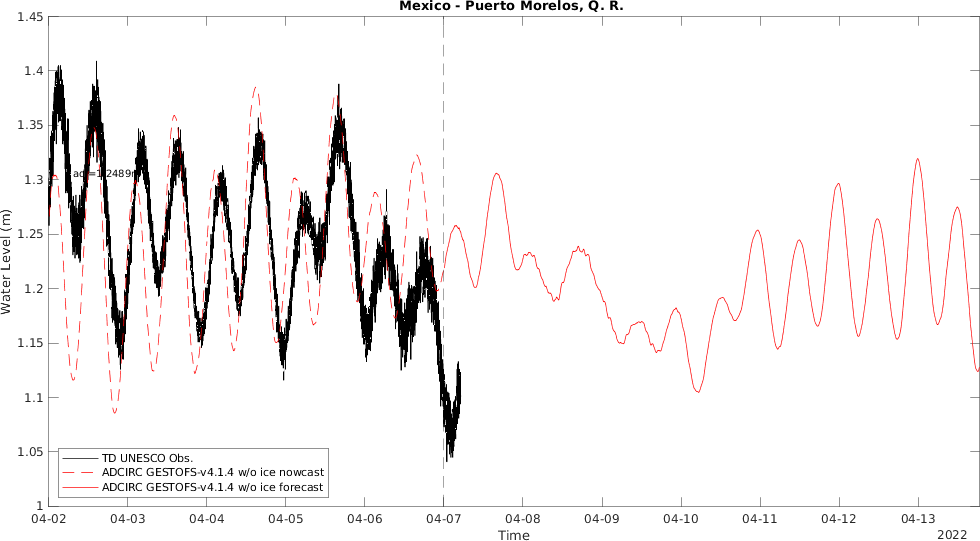 Mexico - Puerto Morelos, Q. R.
1.45
1.4
1.35
1.3
1.25
1.2
1.15
1.1
1.05
1
Water Level (m)
TD UNESCO Obs.
ADCIRC GESTOFS-v4.1.4 w/o ice nowcast
ADCIRC GESTOFS-v4.1.4 w/o ice forecast
04-02 04-03 04-04 04-05 04-06 04-07 04-08 04-09 04-10 04-11 04-12 04-13
Time
2022